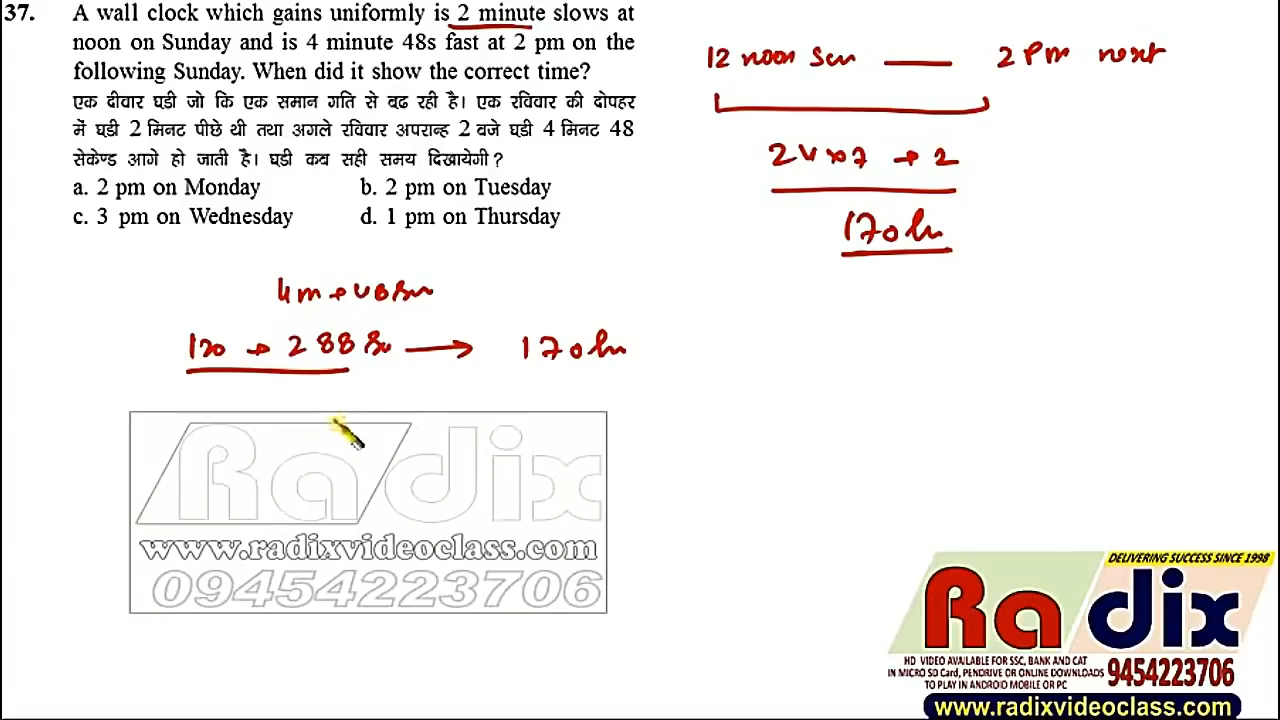 37. A wall clock which gains uniformly is 2 minute slows at
noon on Sunday and is 4 minute 48s fast at 2 pm on the
following Sunday. When did it show the correct time?
एक दीवार घड़ी जो कि एक समान गति से बढ़ रही है। एक रविवार की दोपहर
में घड़ी 2 मिनट पीछे थी तथा अगले रविवार अपरान्ह 2 बजे घड़ी 4 मिनट 48
सेकेण्ड आगे हो जाती है। घड़ी कब सही समय दिखायेगी?
a. 2 pm on Monday b. 2 pm on Tuesday
c. 3 pm on Wednesday d. 1 pm on Thursday
12 noon Sun — 2 Pm next
24×7 + 2
170 hr
4m + 48 Sec
120 + 288 Sec → 170 hr
Radix
www.radixvideoclass.com
09454223706
DELIVERING SUCCESS SINCE 1998
Radix
HD VIDEO AVAILABLE FOR SSC, BANK AND CAT
IN MICRO SD Card, PENDRIVE OR ONLINE DOWNLOADS
TO PLAY IN ANDROID MOBILE OR PC
9454223706
www.radixvideoclass.com